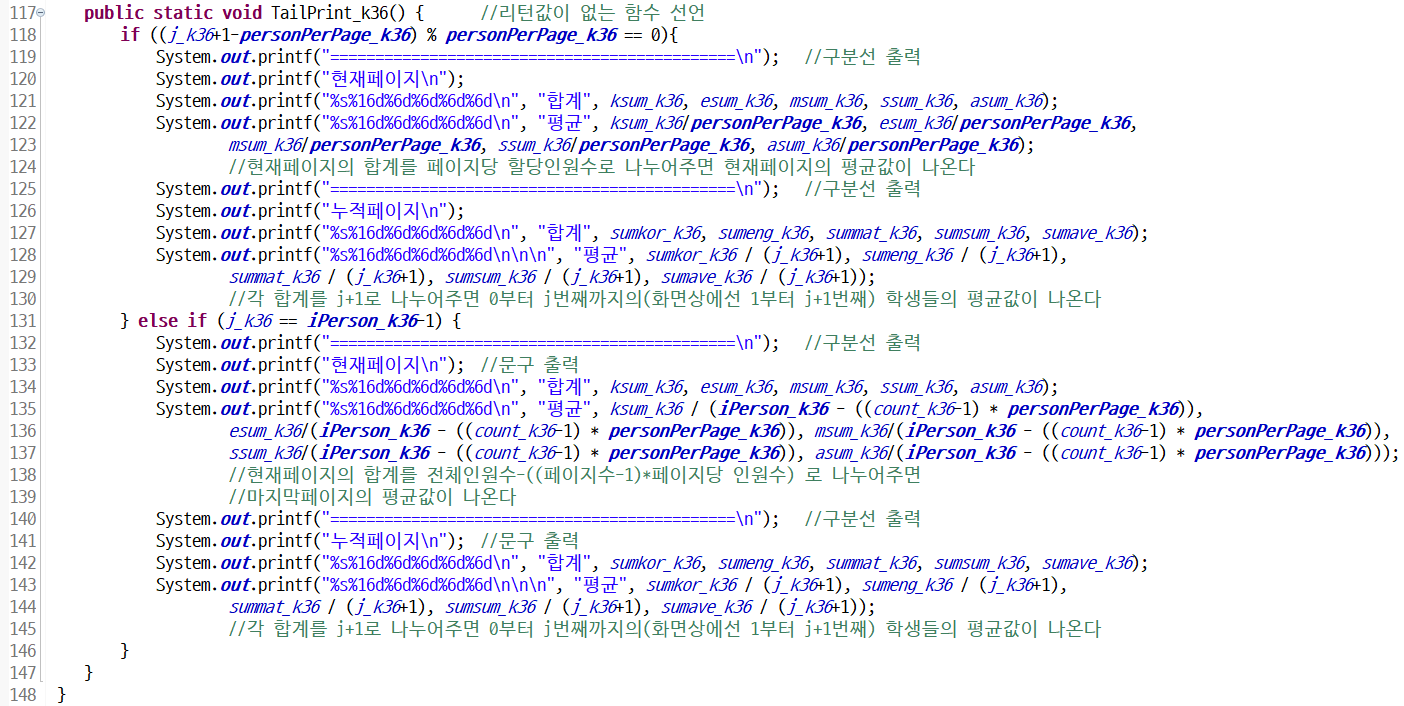 117 public static void TailPrint_k36() { //리턴값이 없는 함수 선언
118 if ((j_k36+1-personPerPage_k36) % personPerPage_k36 == 0){
119 System.out.printf("=============================================\n"); //구분선 출력
120 System.out.printf("현재페이지\n");
121 System.out.printf("%s%16d%6d%6d%6d%6d\n", "합계", ksum_k36, esum_k36, msum_k36, ssum_k36, asum_k36);
122 System.out.printf("%s%16d%6d%6d%6d%6d\n", "평균", ksum_k36/personPerPage_k36, esum_k36/personPerPage_k36,
123 msum_k36/personPerPage_k36, ssum_k36/personPerPage_k36, asum_k36/personPerPage_k36);
124 //현재페이지의 합계를 페이지당 할당인원수로 나누어주면 현재페이지의 평균값이 나온다
125 System.out.printf("=============================================\n"); //구분선 출력
126 System.out.printf("누적페이지\n");
127 System.out.printf("%s%16d%6d%6d%6d%6d\n", "합계", sumkor_k36, sumeng_k36, summat_k36, sumsum_k36, sumave_k36);
128 System.out.printf("%s%16d%6d%6d%6d%6d\n\n\n", "평균", sumkor_k36 / (j_k36+1), sumeng_k36 / (j_k36+1),
129 summat_k36 / (j_k36+1), sumsum_k36 / (j_k36+1), sumave_k36 / (j_k36+1));
130 //각 합계를 j+1로 나누어주면 0부터 j번째까지의(화면상에선 1부터 j+1번째) 학생들의 평균값이 나온다
131 } else if (j_k36 == iPerson_k36-1) {
132 System.out.printf("=============================================\n"); //구분선 출력
133 System.out.printf("현재페이지\n"); //문구 출력
134 System.out.printf("%s%16d%6d%6d%6d%6d\n", "합계", ksum_k36, esum_k36, msum_k36, ssum_k36, asum_k36);
135 System.out.printf("%s%16d%6d%6d%6d%6d\n", "평균", ksum_k36 / (iPerson_k36 - ((count_k36-1) * personPerPage_k36)),
136 esum_k36/(iPerson_k36 - ((count_k36-1) * personPerPage_k36)), msum_k36/(iPerson_k36 - ((count_k36-1) * personPerPage_k36)),
137 ssum_k36/(iPerson_k36 - ((count_k36-1) * personPerPage_k36)), asum_k36/(iPerson_k36 - ((count_k36-1) * personPerPage_k36)));
138 //현재페이지의 합계를 전체인원수-((페이지수-1)*페이지당 인원수) 로 나누어주면
139 //마지막페이지의 평균값이 나온다
140 System.out.printf("=============================================\n"); //구분선 출력
141 System.out.printf("누적페이지\n"); //문구 출력
142 System.out.printf("%s%16d%6d%6d%6d%6d\n", "합계", sumkor_k36, sumeng_k36, summat_k36, sumsum_k36, sumave_k36);
143 System.out.printf("%s%16d%6d%6d%6d%6d\n\n\n", "평균", sumkor_k36 / (j_k36+1), sumeng_k36 / (j_k36+1),
144 summat_k36 / (j_k36+1), sumsum_k36 / (j_k36+1), sumave_k36 / (j_k36+1));
145 //각 합계를 j+1로 나누어주면 0부터 j번째까지의(화면상에선 1부터 j+1번째) 학생들의 평균값이 나온다
146 }
147 }
148 }